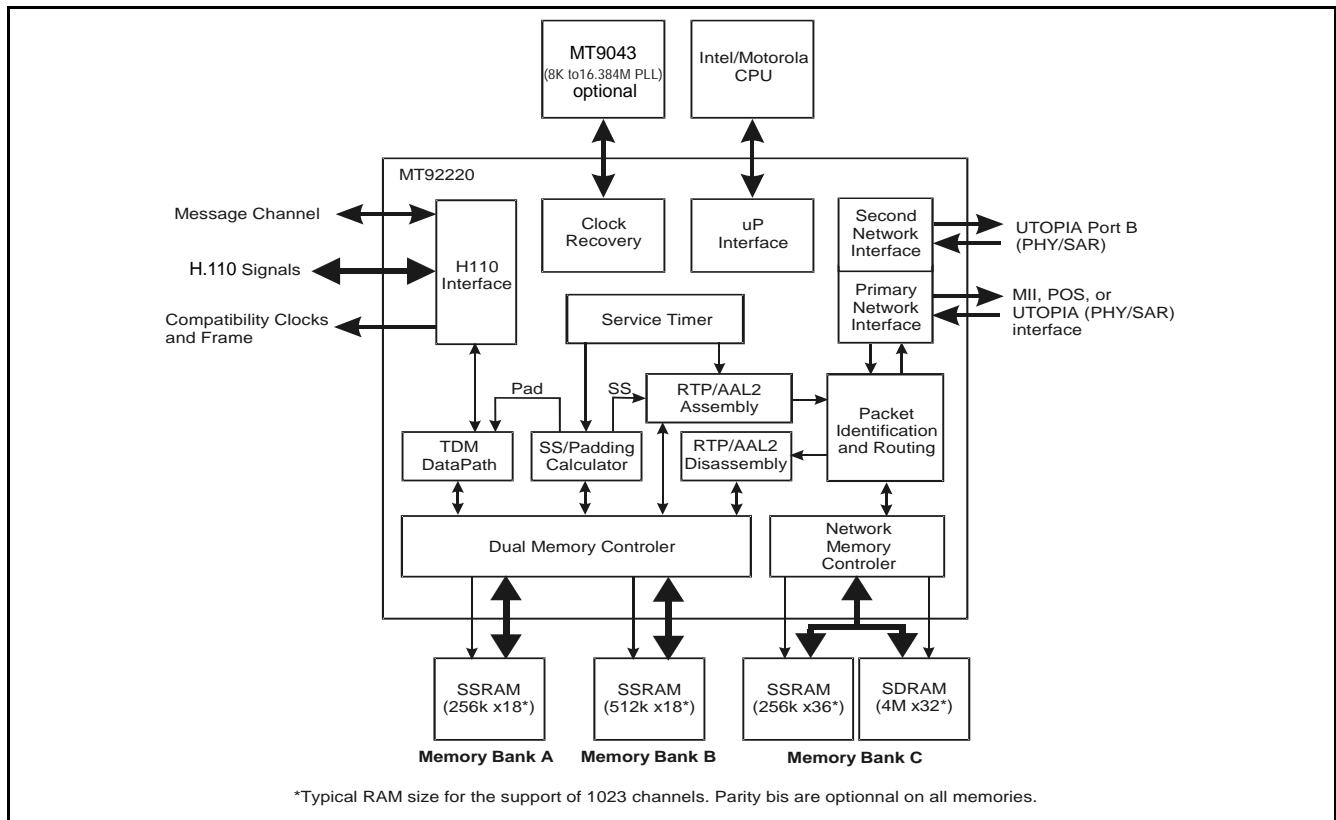 MT9043
(8K to16.384M PLL)
optional
Intel/Motorola
CPU
MT92220
Message Channel
H.110 Signals
Compatibility Clocks
and Frame
H110
Interface
Clock
Recovery
uP
Interface
Second
Network
Interface
UTOPIA Port B
(PHY/SAR)
Primary
Network
Interface
MII, POS, or
UTOPIA (PHY/SAR)
interface
Service Timer
Pad
SS
RTP/AAL2
Assembly
Packet
Identification
and Routing
TDM
DataPath
SS/Padding
Calculator
RTP/AAL2
Disassembly
Dual Memory Controler
Network
Memory
Controler
SSRAM
(256k x18*)
SSRAM
(512k x18*)
SSRAM
(256k x36*)
SDRAM
(4M x32*)
Memory Bank A
Memory Bank B
Memory Bank C
*Typical RAM size for the support of 1023 channels. Parity bis are optionnal on all memories.